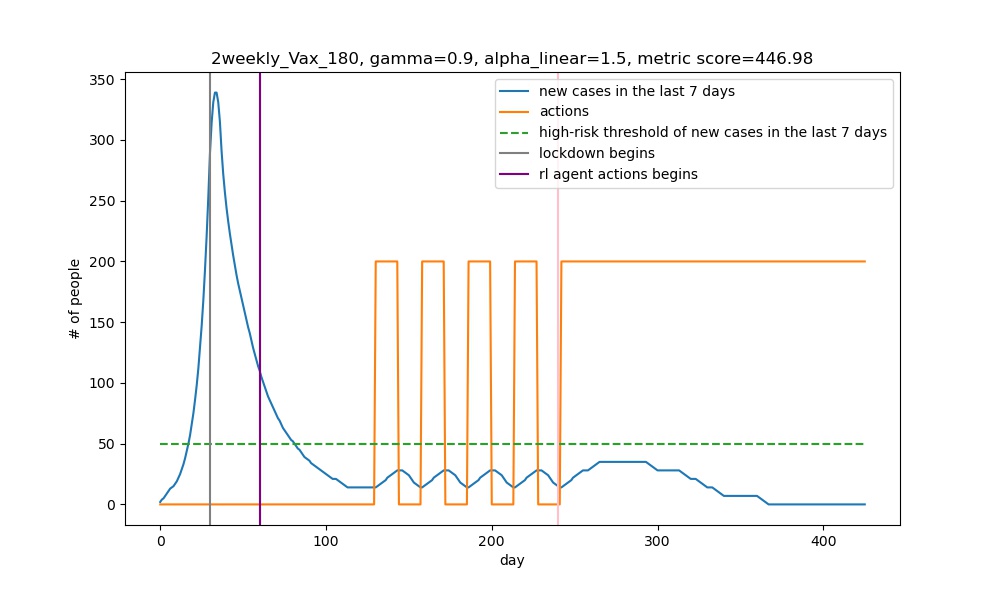 2weekly_Vax_180, gamma=0.9, alpha_linear=1.5, metric score=446.98
new cases in the last 7 days
actions
high-risk threshold of new cases in the last 7 days
lockdown begins
rl agent actions begins
350
300
250
200
150
100
50
0
# of people
0 100 200 300 400
day